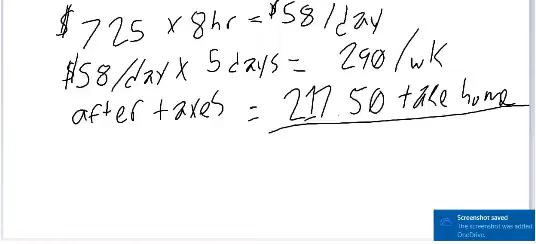 $725 x 8hr = $58/day
$58/day x 5 days = 290/wk
after taxes = 217.50 take home
Screenshot saved
The screenshot was added
OneDrive.